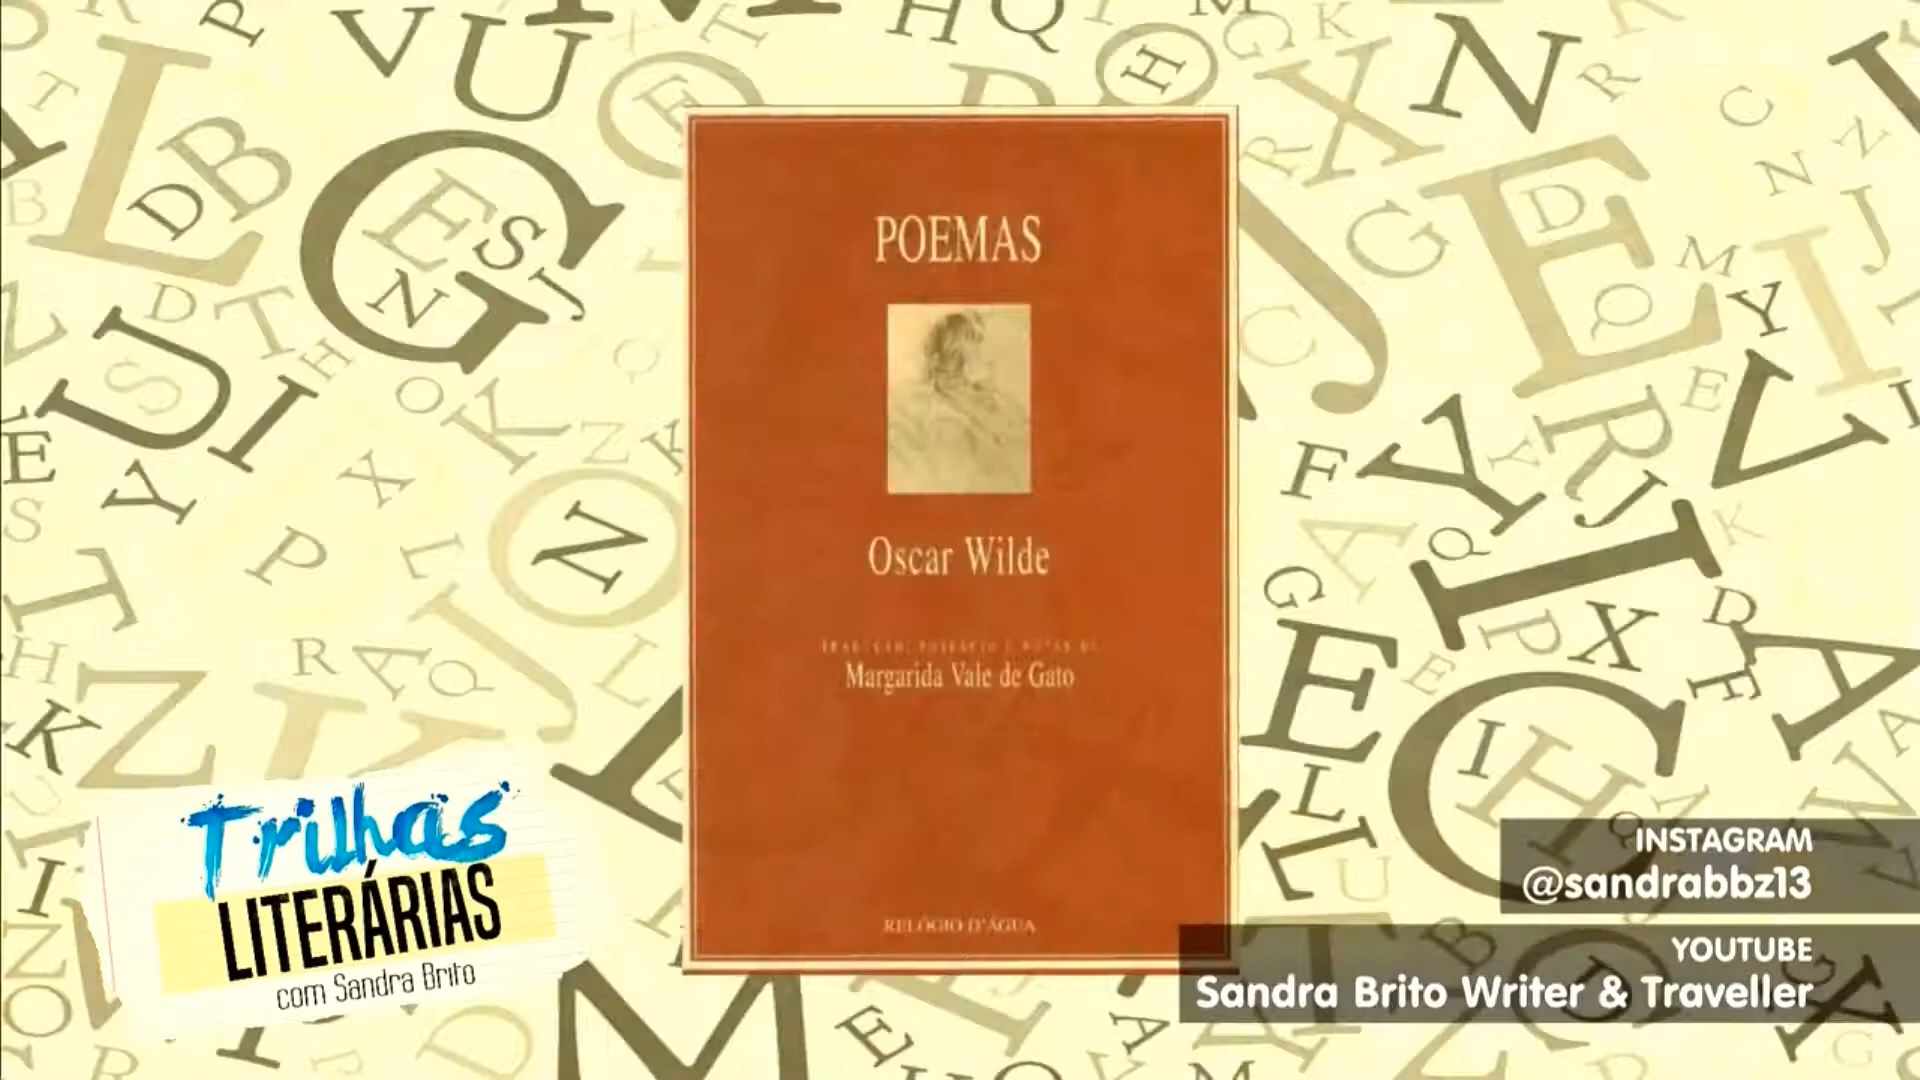 POEMAS
Oscar Wilde
Margarida Vale de Gato
RELÓGIO D'ÁGUA
Trilhas
LITERÁRIAS
com Sandra Brito
INSTAGRAM
@sandrabbz13
YOUTUBE
Sandra Brito Writer & Traveller